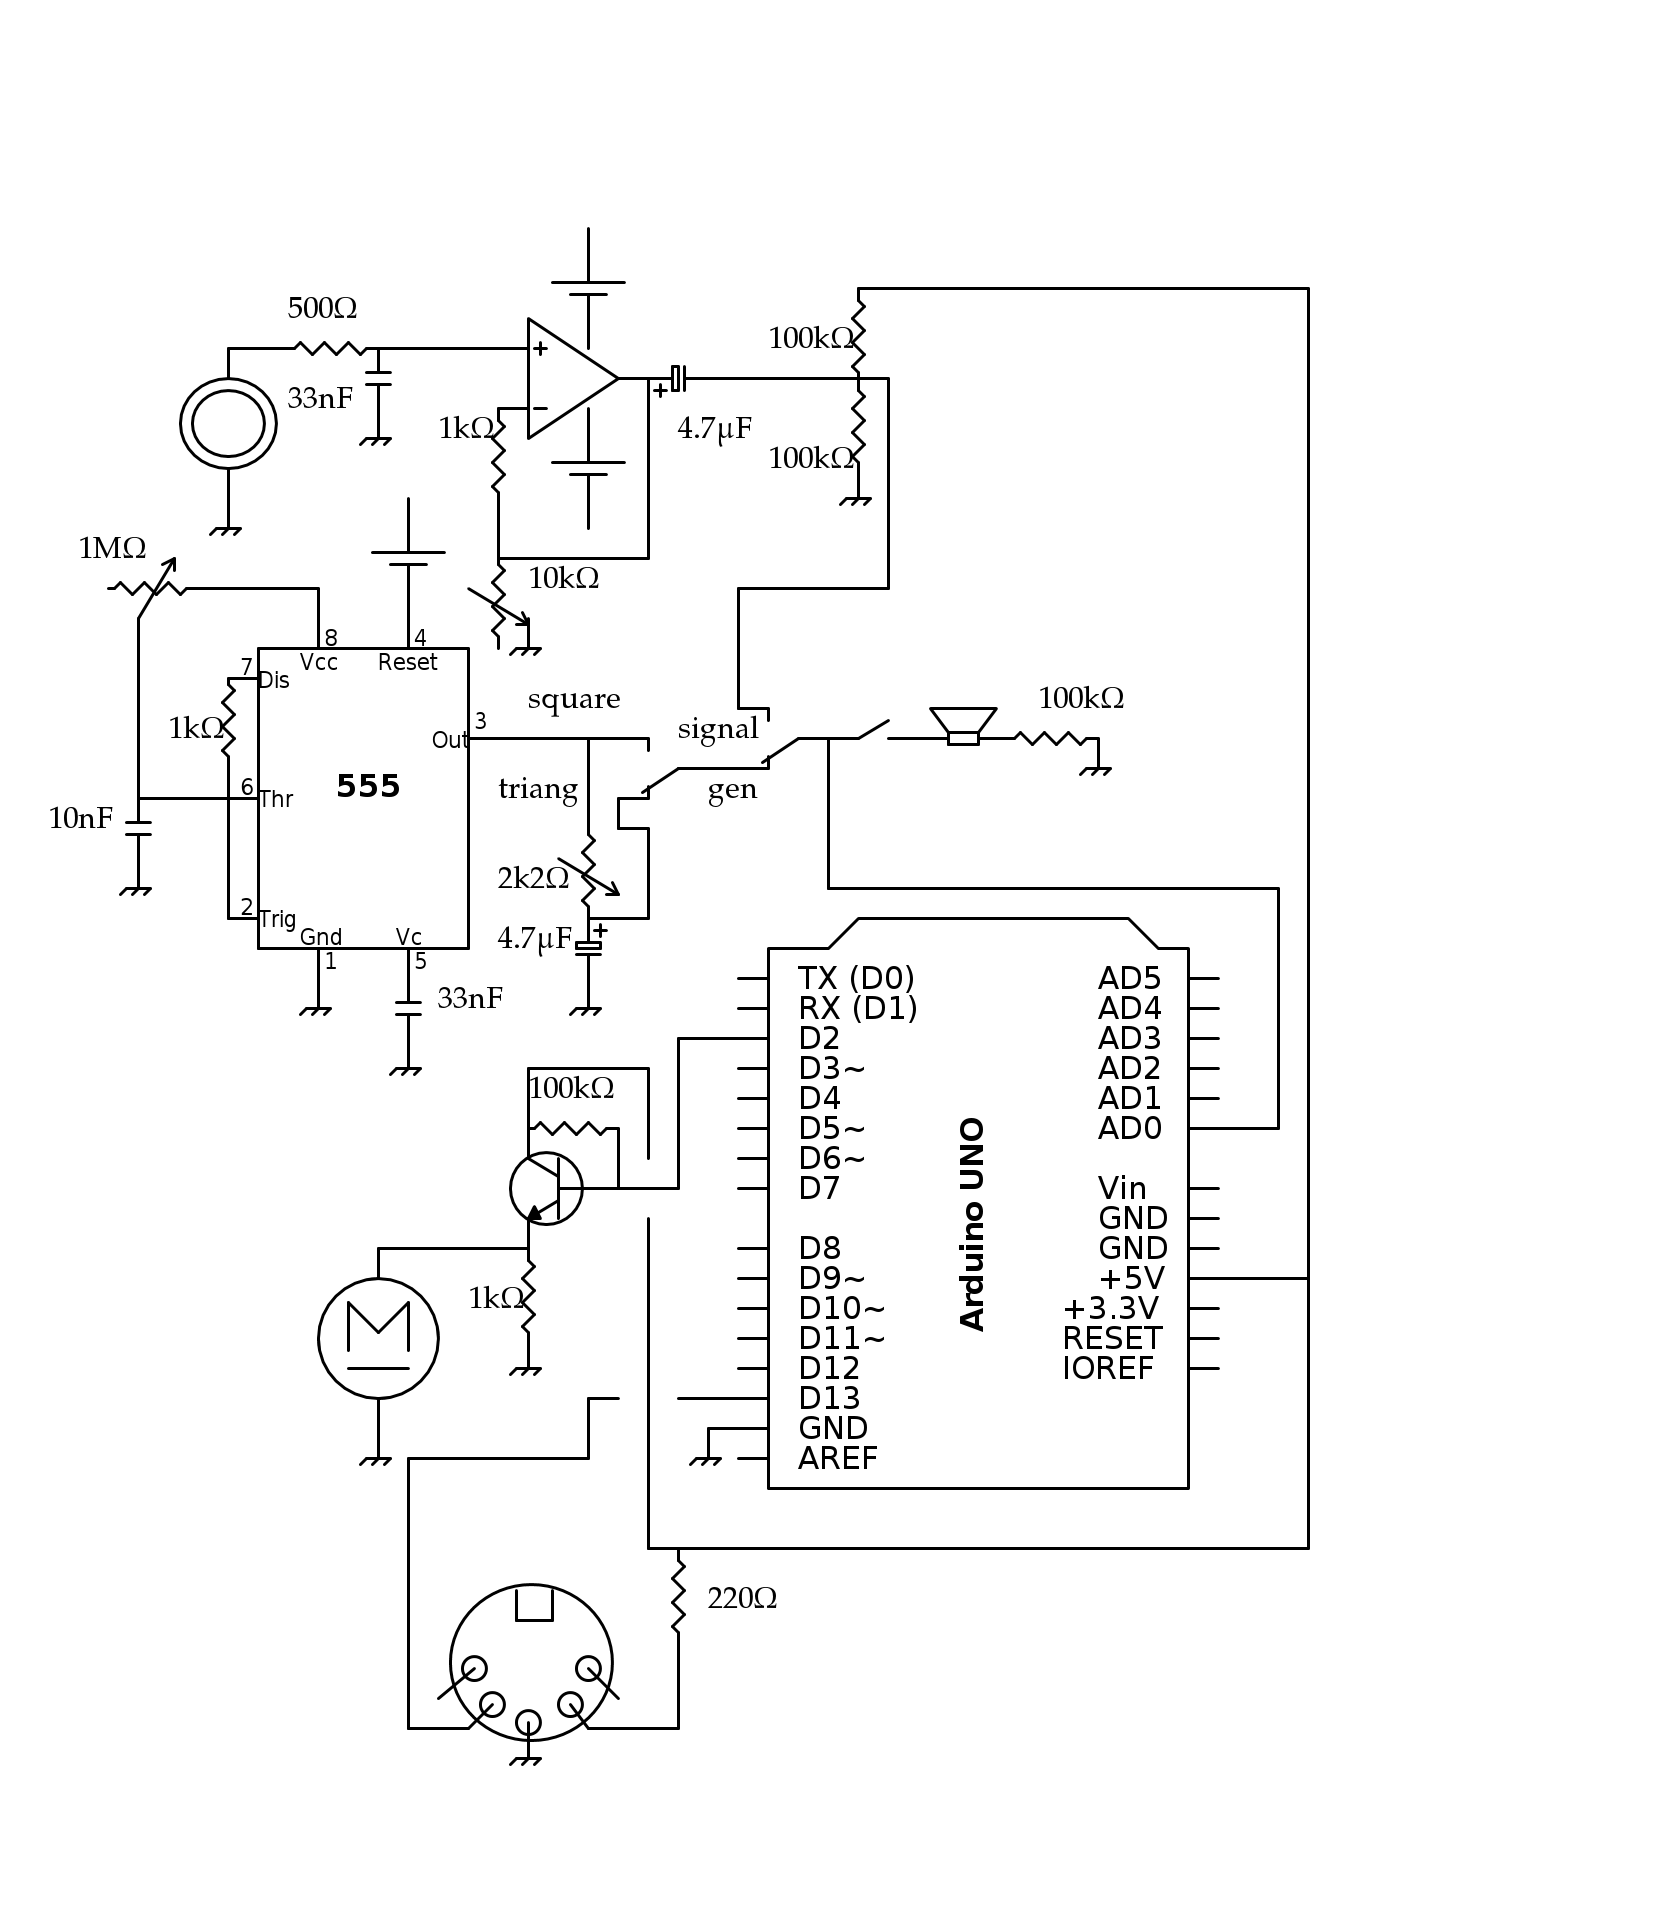 500Ω
33nF
+
1kΩ
+
4.7µF
100kΩ
100kΩ
1MΩ
10kΩ
8
4
Vcc
Reset
7
Dis
1kΩ
square
3
Out
signal
100kΩ
555
triang
gen
6
Thr
10nF
2k2Ω
2
Trig
Gnd
Vc
1
5
4.7µF
+
33nF
TX (D0)
RX (D1)
D2
D3~
D4
D5~
D6~
D7
D8
D9~
D10~
D11~
D12
D13
GND
AREF
Arduino UNO
AD5
AD4
AD3
AD2
AD1
AD0
Vin
GND
GND
+5V
+3.3V
RESET
IOREF
100kΩ
1kΩ
M
220Ω